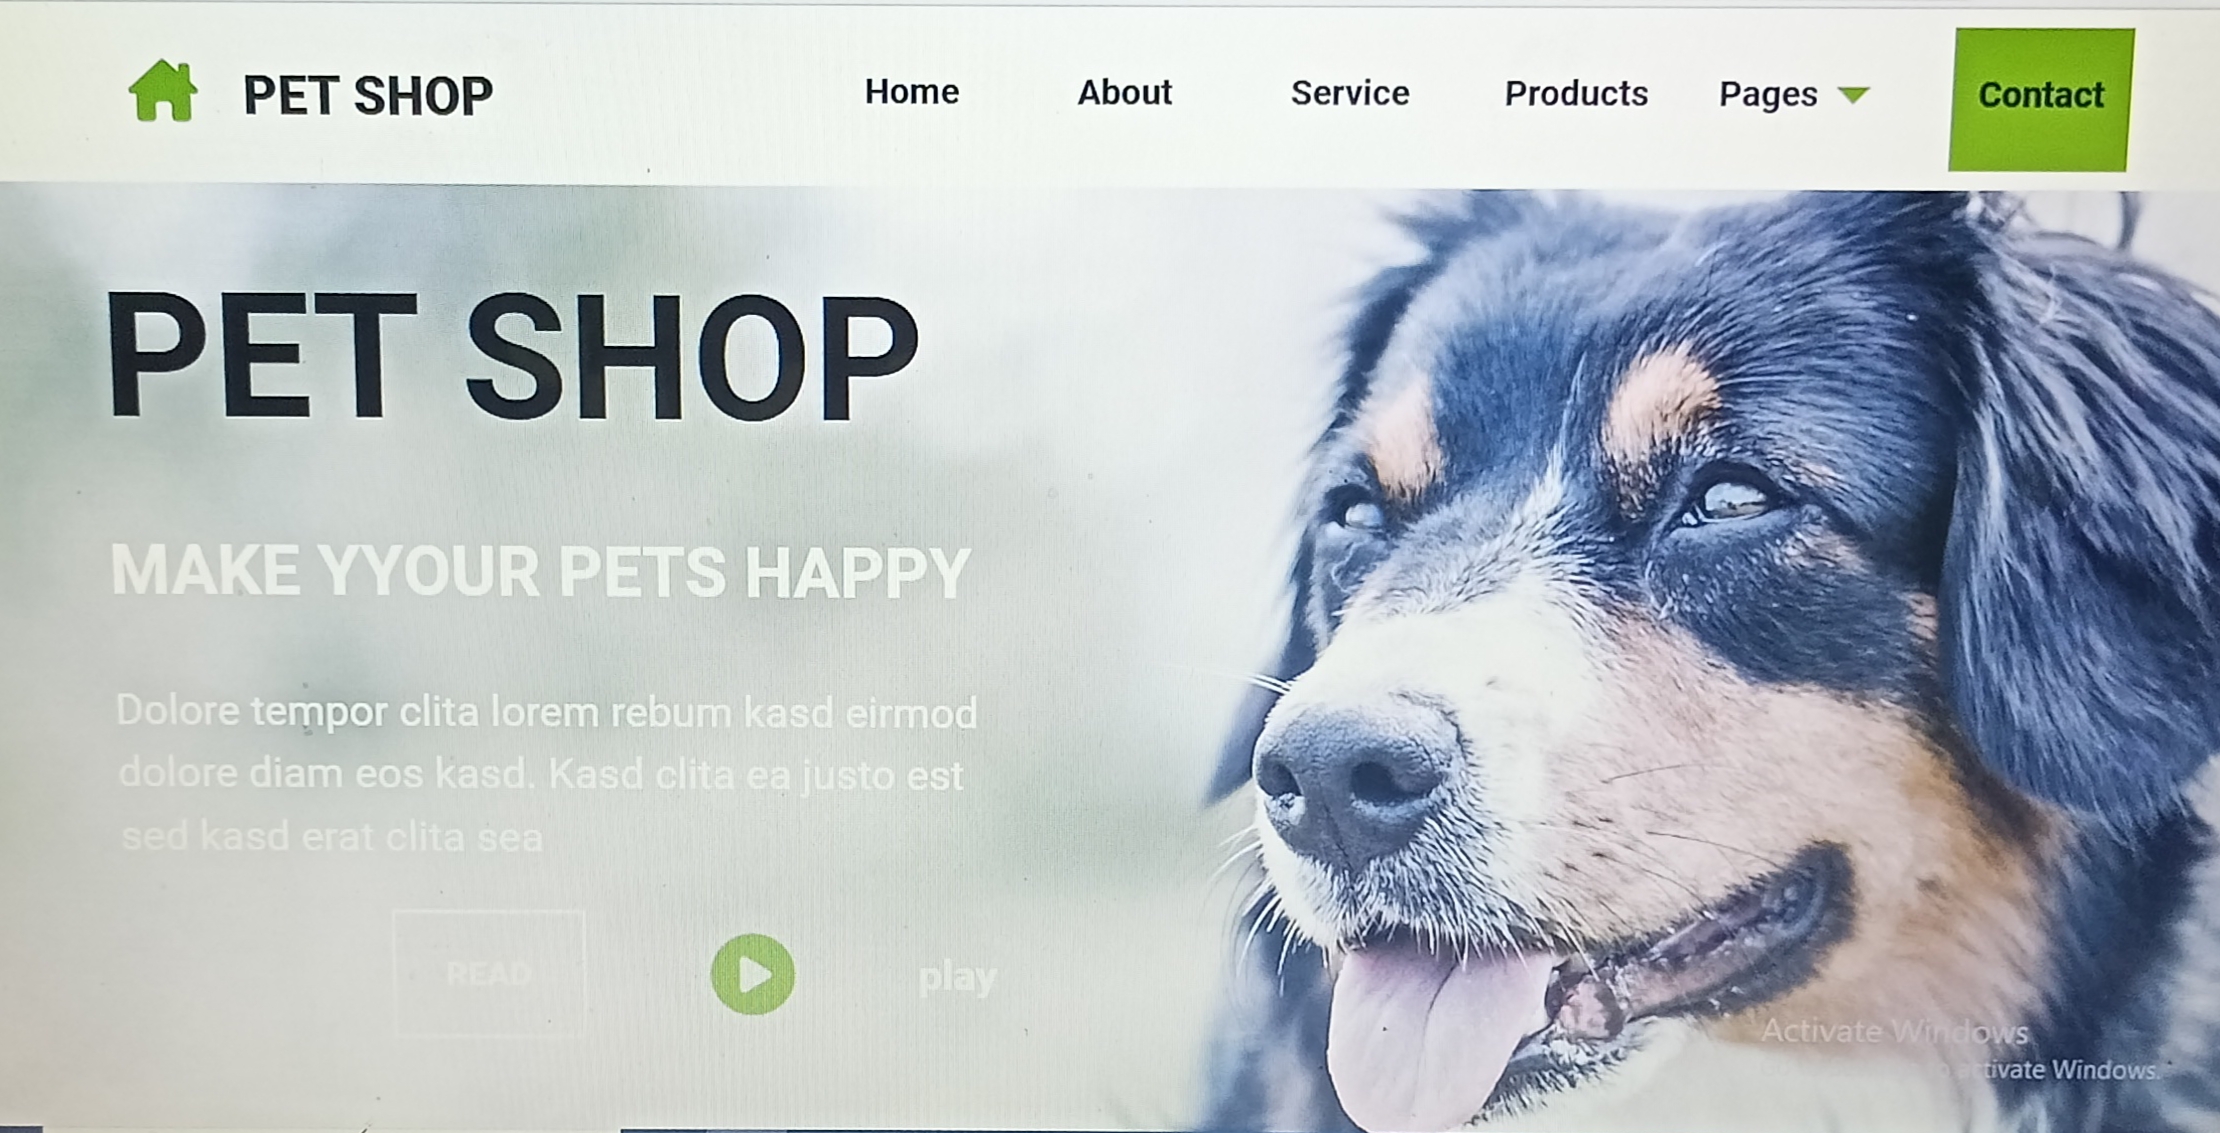 PET SHOP
Home About Service Products Pages Contact
PET SHOP
MAKE YYOUR PETS HAPPY
Dolore tempor clita lorem rebum kasd eirmod
dolore diam eos kasd. Kasd clita ea justo est
sed kasd erat clita sea
READ play
Activate Windows
activate Windows.